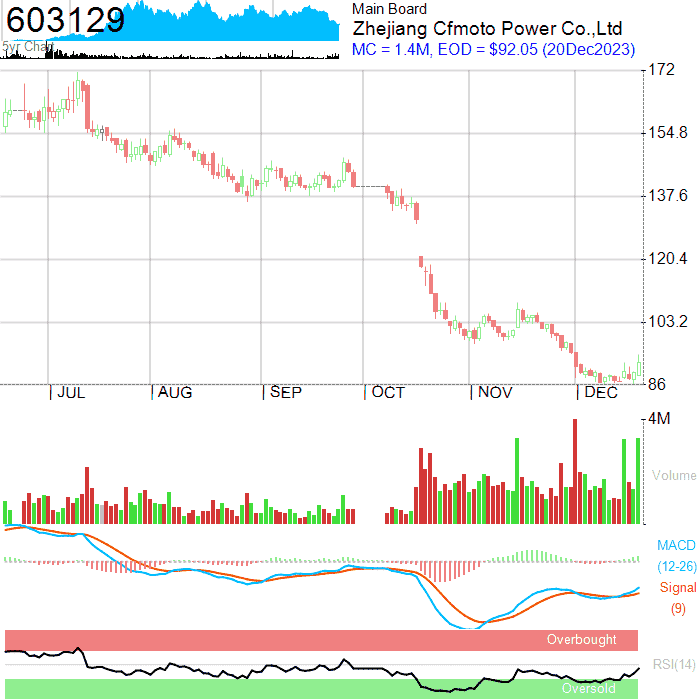 603129
5yr Chart
Main Board
Zhejiang Cfmoto Power Co.,Ltd
MC = 1.4M, EOD = $92.05 (20Dec2023)
172
154.8
137.6
120.4
103.2
86
JUL AUG SEP OCT NOV DEC
4M
Volume
MACD
(12-26)
Signal
(9)
Overbought
RSI(14)
Oversold